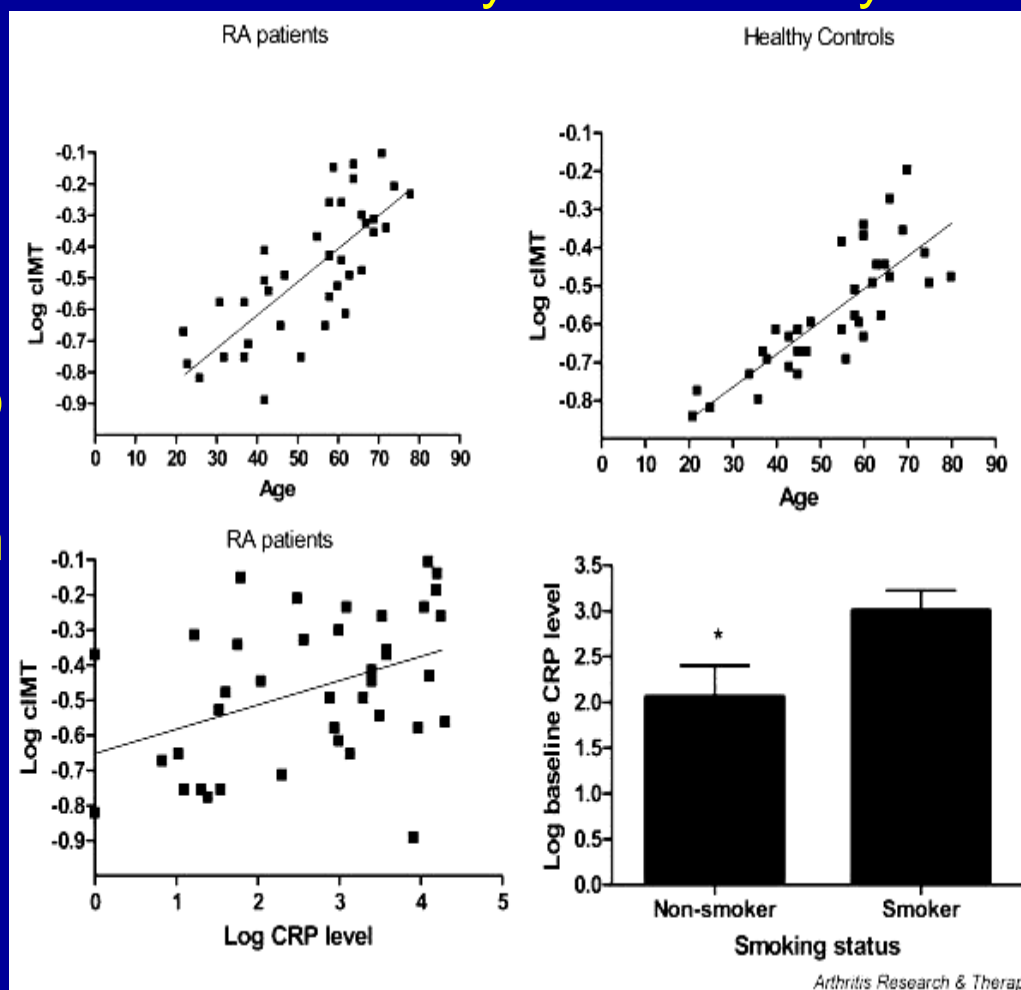 RA patients
-0.1
-0.2
-0.3
-0.4
-0.5
-0.6
-0.7
-0.8
-0.9
Log cIMT
0 10 20 30 40 50 60 70 80 90
Age
Healthy Controls
-0.1
-0.2
-0.3
-0.4
-0.5
-0.6
-0.7
-0.8
Log cIMT
0 10 20 30 40 50 60 70 80 90
Age
RA patients
-0.1
-0.2
-0.3
-0.4
-0.5
-0.6
-0.7
-0.8
-0.9
Log cIMT
0 1 2 3 4 5
Log CRP level
3.5
3.0
2.5
2.0
1.5
1.0
0.5
0.0
Log baseline CRP level
*
Non-smoker Smoker
Smoking status
Arthritis Research & Therap